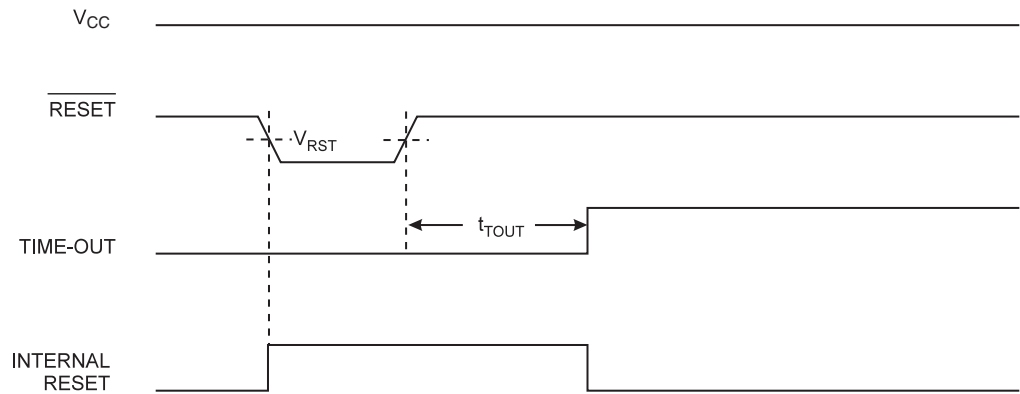 VCC
RESET
VRST
tTOUT
TIME-OUT
INTERNAL
RESET